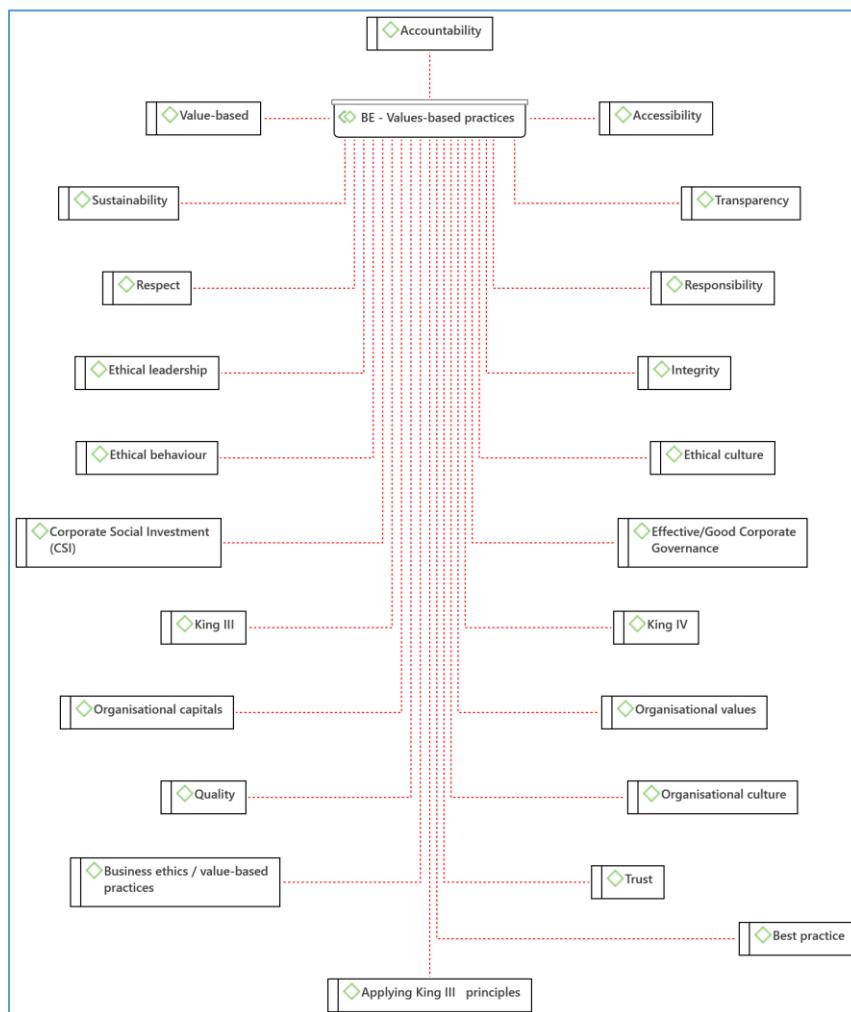 Accountability
Value-based
BE - Values-based practices
Accessibility
Sustainability
Transparency
Respect
Responsibility
Ethical leadership
Integrity
Ethical behaviour
Ethical culture
Corporate Social Investment
(CSI)
Effective/Good Corporate
Governance
King III
King IV
Organisational capitals
Organisational values
Quality
Organisational culture
Business ethics / value-based
practices
Trust
Best practice
Applying King III principles